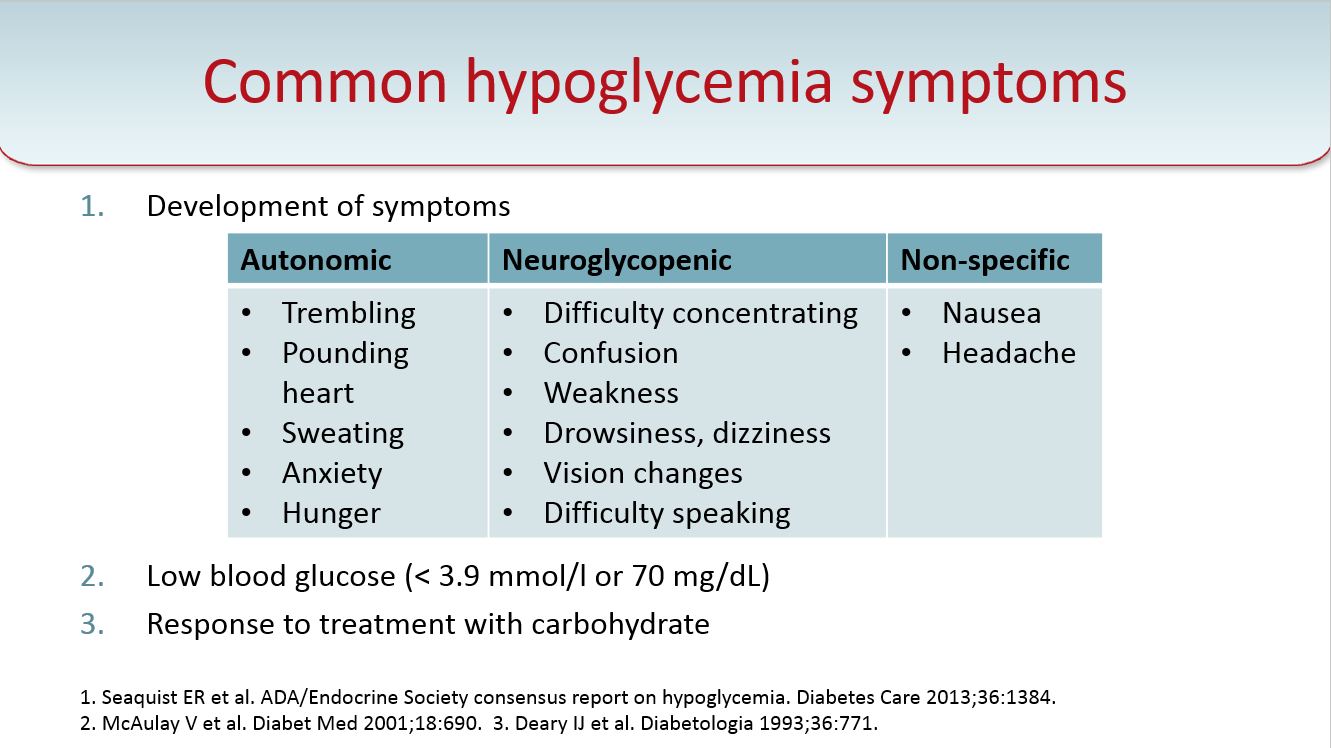 Common hypoglycemia symptoms
1. Development of symptoms
Autonomic Neuroglycopenic Non-specific
• Trembling
• Pounding
heart
• Sweating
• Anxiety
• Hunger
• Difficulty concentrating
• Confusion
• Weakness
• Drowsiness, dizziness
• Vision changes
• Difficulty speaking
• Nausea
• Headache
2. Low blood glucose (< 3.9 mmol/l or 70 mg/dL)
3. Response to treatment with carbohydrate
1. Seaquist ER et al. ADA/Endocrine Society consensus report on hypoglycemia. Diabetes Care 2013;36:1384.
2. McAulay V et al. Diabet Med 2001;18:690. 3. Deary IJ et al. Diabetologia 1993;36:771.